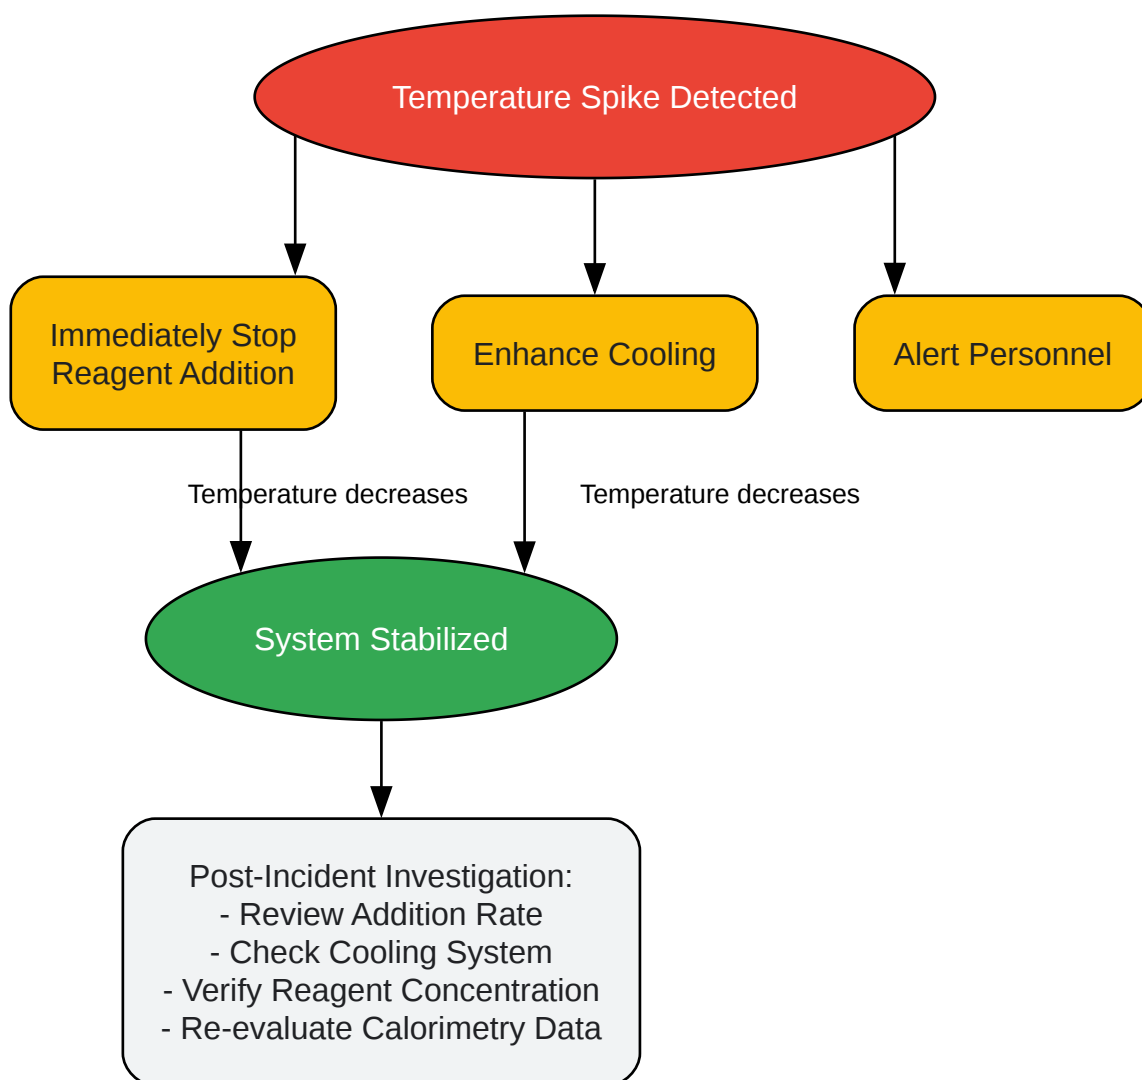 Temperature Spike Detected
Immediately Stop
Reagent Addition
Enhance Cooling
Alert Personnel
Temperature decreases
Temperature decreases
System Stabilized
Post-Incident Investigation:
- Review Addition Rate
- Check Cooling System
- Verify Reagent Concentration
- Re-evaluate Calorimetry Data